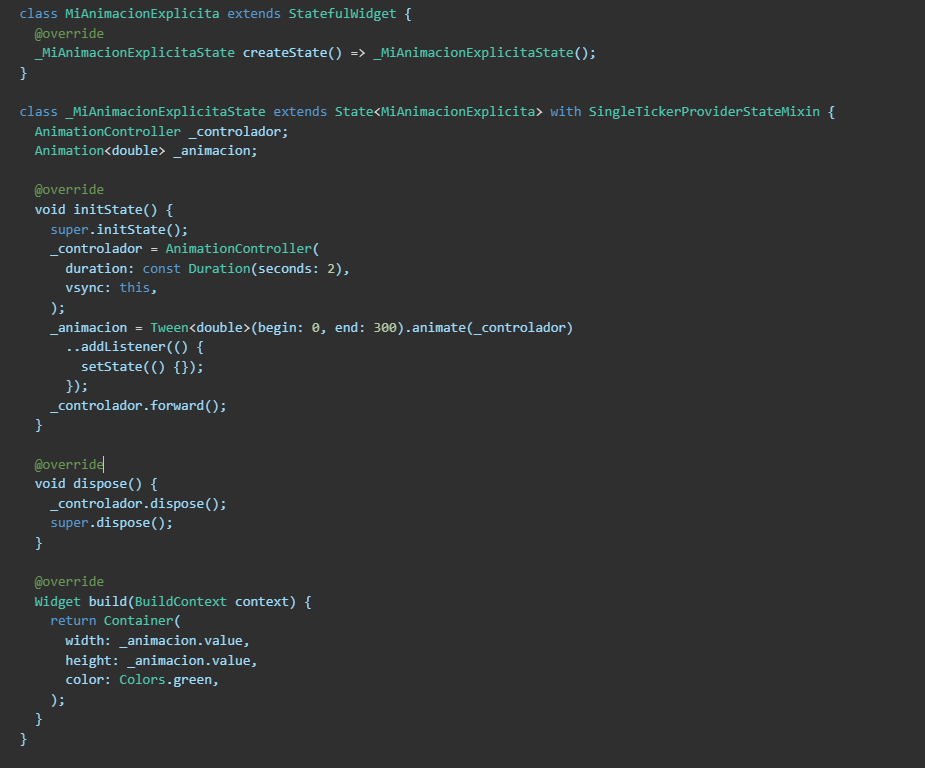 class MiAnimacionExplicita extends StatefulWidget {
  @override
  _MiAnimacionExplicitaState createState() => _MiAnimacionExplicitaState();
}

class _MiAnimacionExplicitaState extends State<MiAnimacionExplicita> with SingleTickerProviderStateMixin {
  AnimationController _controlador;
  Animation<double> _animacion;

  @override
  void initState() {
    super.initState();
    _controlador = AnimationController(
      duration: const Duration(seconds: 2),
      vsync: this,
    );
    _animacion = Tween<double>(begin: 0, end: 300).animate(_controlador)
      ..addListener(() {
        setState(() {});
      });
    _controlador.forward();
  }

  @override
  void dispose() {
    _controlador.dispose();
    super.dispose();
  }

  @override
  Widget build(BuildContext context) {
    return Container(
      width: _animacion.value,
      height: _animacion.value,
      color: Colors.green,
    );
  }
}